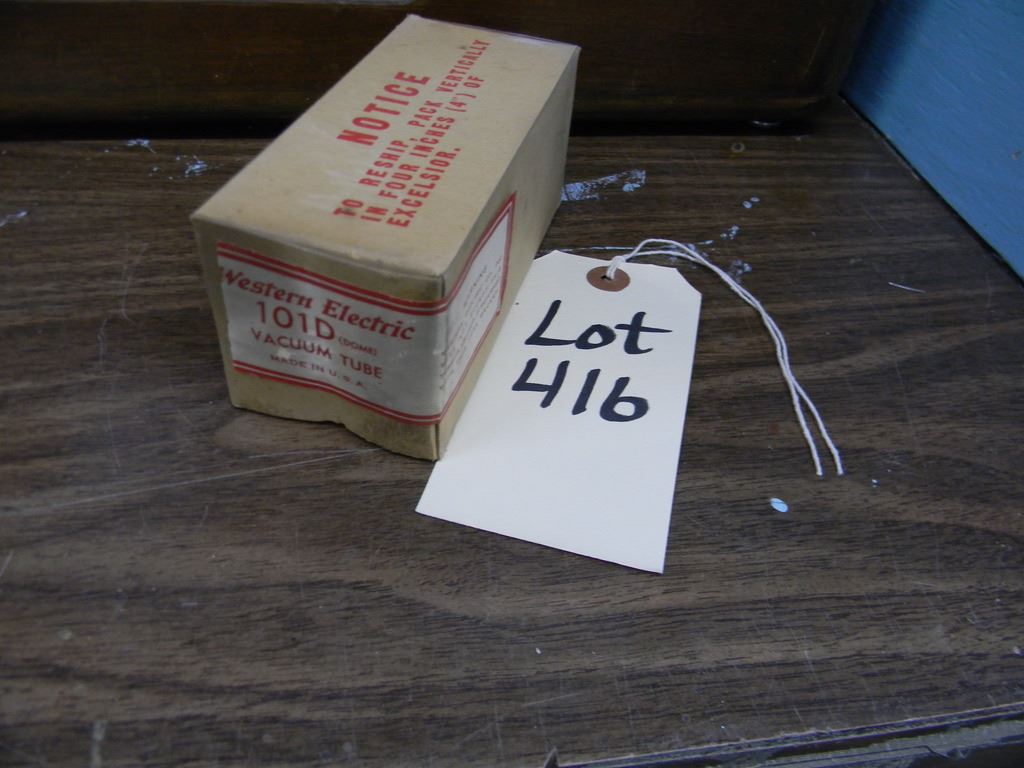 NOTICE
TO RESHIP, PACK VERTICALLY
IN FOUR INCHES (4") OF
EXCELSIOR.
Western Electric
101D (DOME)
VACUUM TUBE
MADE IN U.S.A.
Lot
416